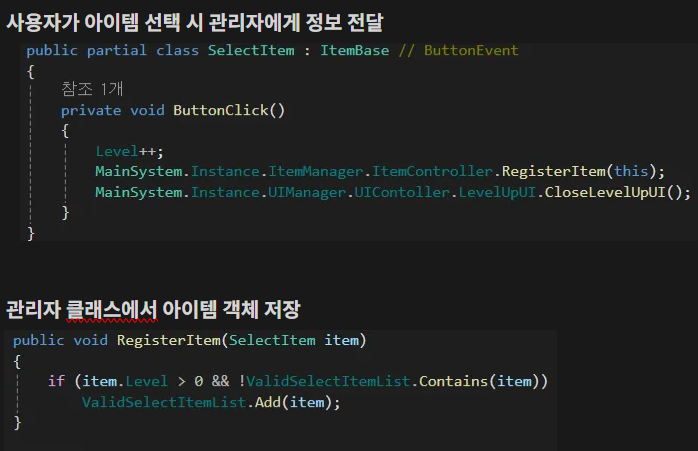 사용자가 아이템 선택 시 관리자에게 정보 전달
public partial class SelectItem : ItemBase // ButtonEvent
{
참조 1개
private void ButtonClick()
{
Level++;
MainSystem.Instance.ItemManager.ItemController.RegisterItem(this);
MainSystem.Instance.UIManager.UIContoller.LevelUpUI.CloseLevelUpUI();
}
}
관리자 클래스에서 아이템 객체 저장
public void RegisterItem(SelectItem item)
{
if (item.Level > 0 && !ValidSelectItemList.Contains(item))
ValidSelectItemList.Add(item);
}